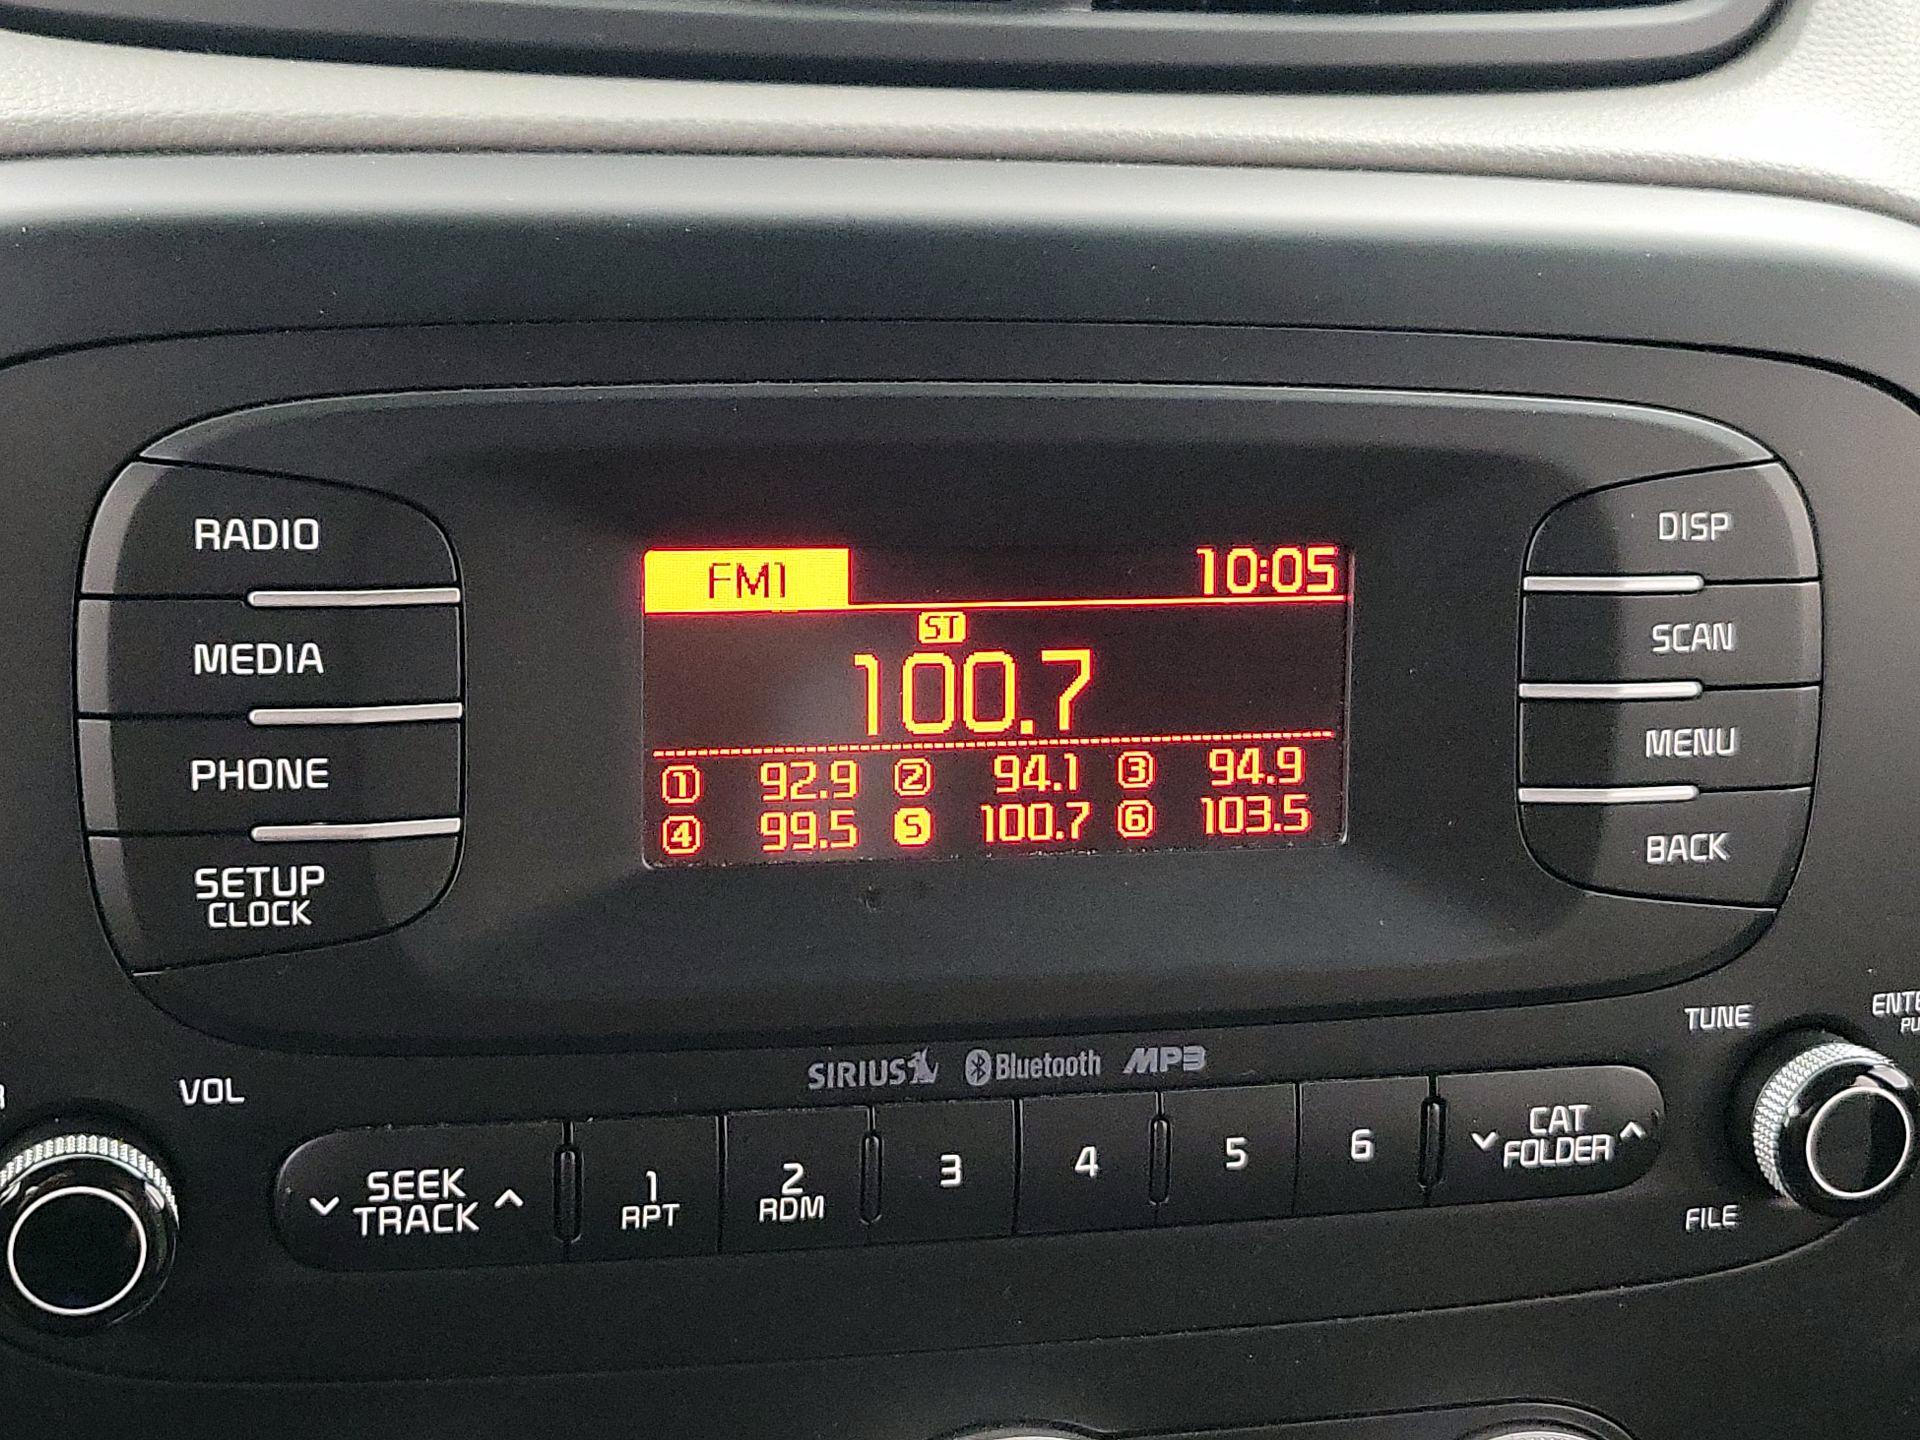 RADIO
MEDIA
PHONE
SETUP
CLOCK
FM1 10:05
ST
100.7
1 92.9 2 94.1 3 94.9
4 99.5 5 100.7 6 103.5
DISP
SCAN
MENU
BACK
SIRIUS Bluetooth MP3
VOL
SEEK
TRACK
1
RPT
2
RDM
3
4
5
6
CAT
FOLDER
TUNE
FILE